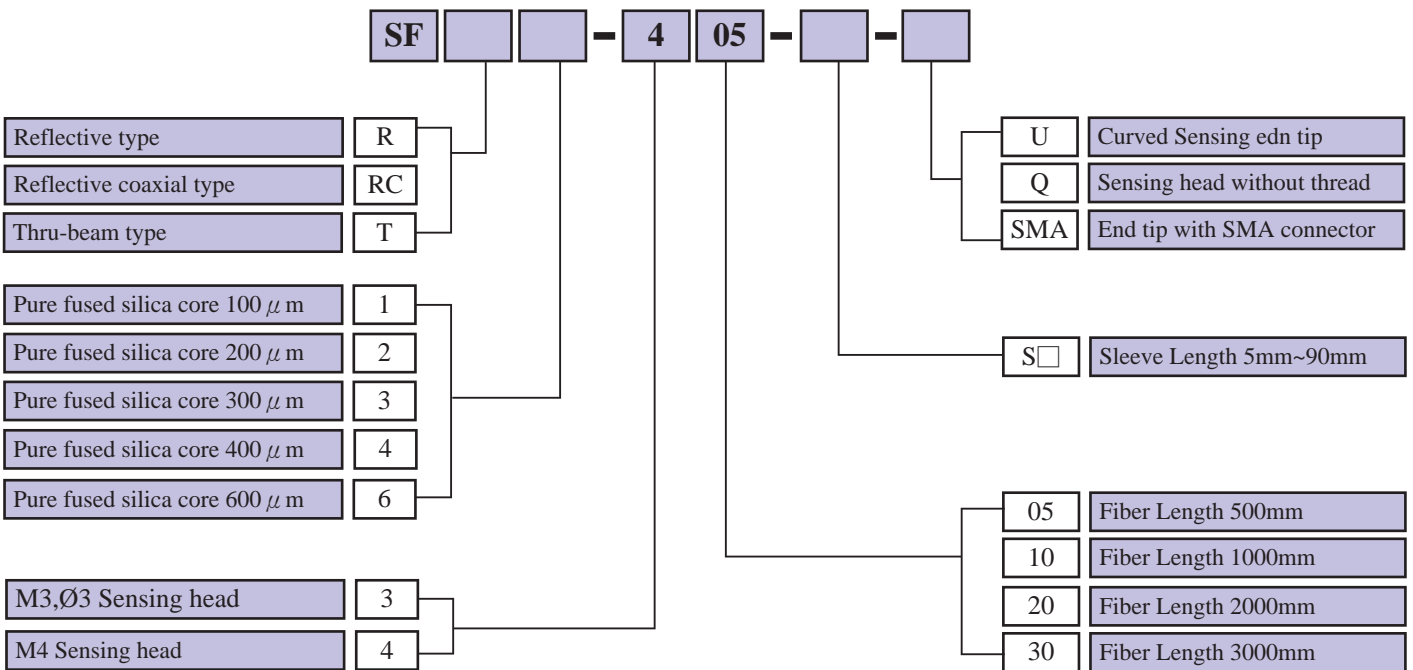 SF - 4 05 - -
Reflective type R
Reflective coaxial type RC
Thru-beam type T
Pure fused silica core 100 μ m 1
Pure fused silica core 200 μ m 2
Pure fused silica core 300 μ m 3
Pure fused silica core 400 μ m 4
Pure fused silica core 600 μ m 6
M3,Ø3 Sensing head 3
M4 Sensing head 4
U Curved Sensing edn tip
Q Sensing head without thread
SMA End tip with SMA connector
S□ Sleeve Length 5mm~90mm
05 Fiber Length 500mm
10 Fiber Length 1000mm
20 Fiber Length 2000mm
30 Fiber Length 3000mm